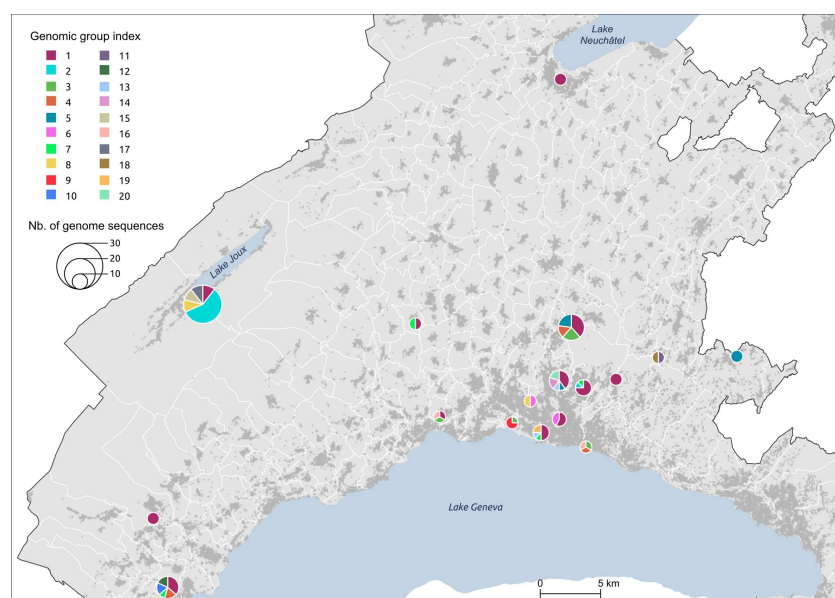 Genomic group index
1 11
2 12
3 13
4 14
5 15
6 16
7 17
8 18
9 19
10 20
Nb. of genome sequences
30
20
10
Lake
Neuchâtel
Lake Joux
Lake Geneva
0 5 km